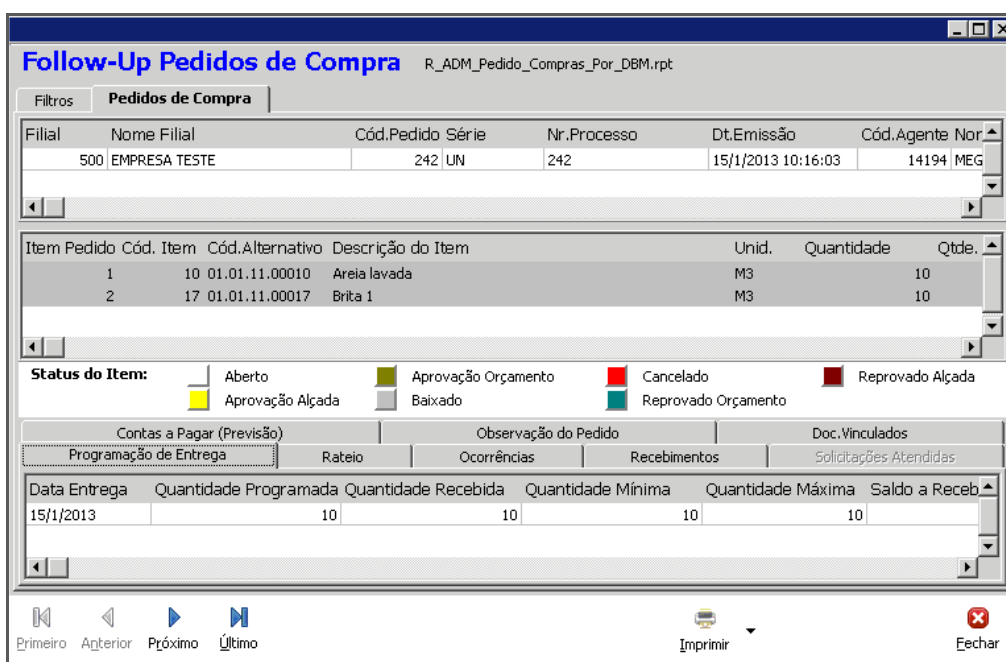 Follow-Up Pedidos de Compra R_ADM_Pedido_Compras_Por_DBM.rpt
Filtros Pedidos de Compra
Filial Nome Filial Cód.Pedido Série Nr.Processo Dt.Emissão Cód.Agente Nor
500 EMPRESA TESTE 242 UN 242 15/1/2013 10:16:03 14194 MEG
Item Pedido Cód. Item Cód.Alternativo Descrição do Item Unid. Quantidade Qtde.
1 10 01.01.11.00010 Areia lavada M3 10
2 17 01.01.11.00017 Brita 1 M3 10
Status do Item: Aberto Aprovação Orçamento Cancelado Reprovado Alçada
Aprovação Alçada Baixado Reprovado Orçamento
Contas a Pagar (Previsão) Observação do Pedido Doc.Vinculados
Programação de Entrega Rateio Ocorrências Recebimentos Solicitações Atendidas
Data Entrega Quantidade Programada Quantidade Recebida Quantidade Mínima Quantidade Máxima Saldo a Receb
15/1/2013 10 10 10 10
Primeiro Anterior Próximo Último Imprimir Fechar